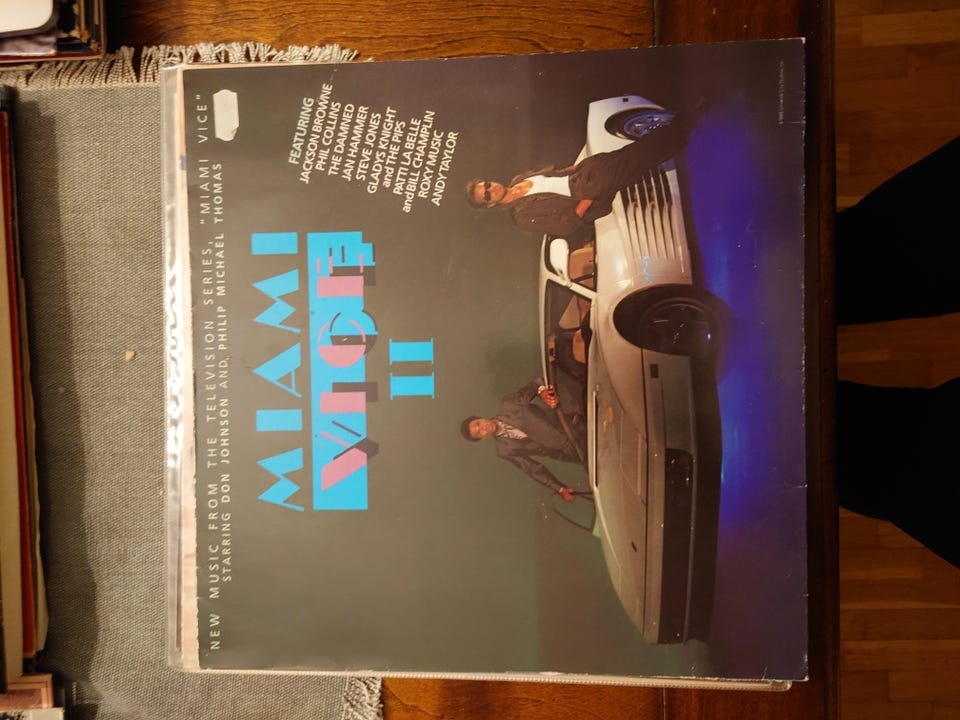 NEW MUSIC FROM THE TELEVISION SERIES, "MIAMI VICE"
STARRING DON JOHNSON AND PHILIP MICHAEL THOMAS
MIAMI
VICE
II
FEATURING
JACKSON BROWNE
PHIL COLLINS
THE DAMNED
JAN HAMMER
STEVE JONES
GLADYS KNIGHT
and THE PIPS
PATTI LA BELLE
and BILL CHAMPLIN
ROXY MUSIC
ANDY TAYLOR